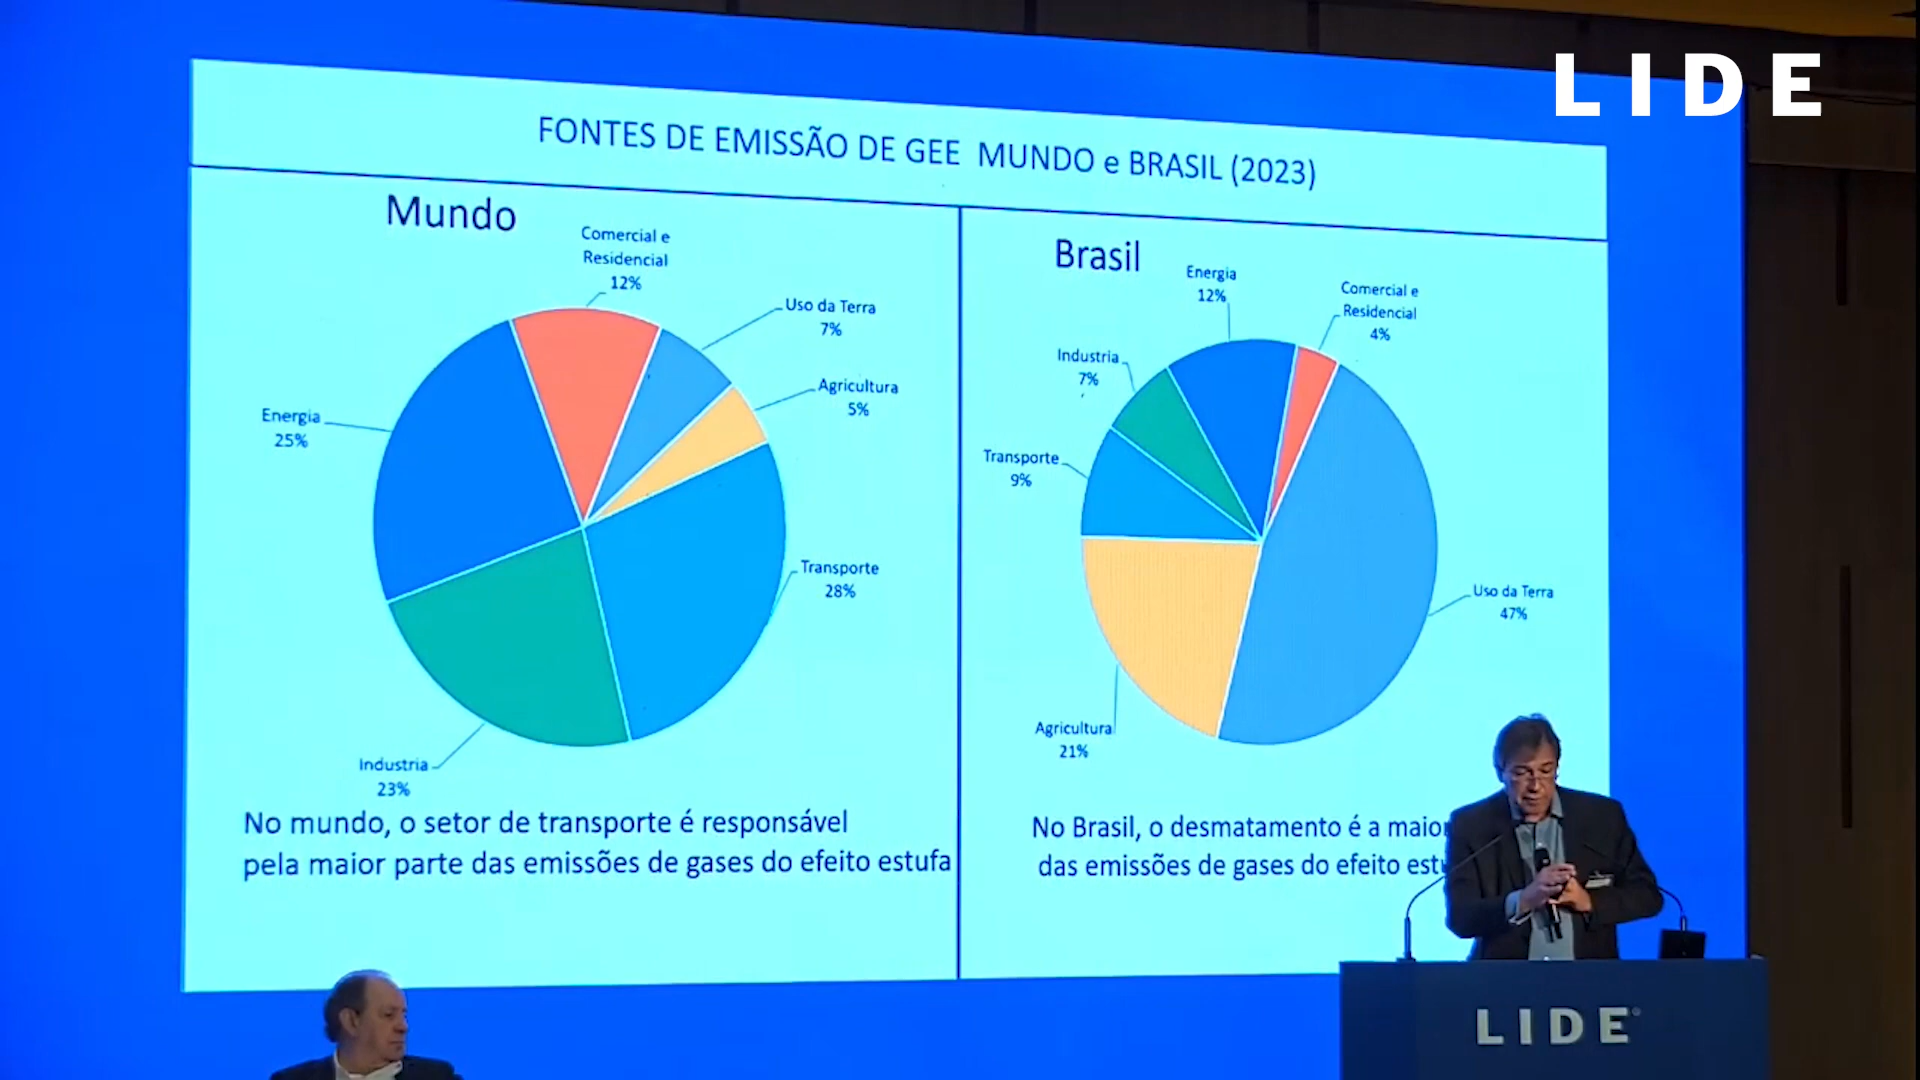 LIDE
FONTES DE EMISSÃO DE GEE MUNDO e BRASIL (2023)
Mundo
Comercial e
Residencial
12%
Uso da Terra
7%
Agricultura
5%
Energia
25%
Transporte
28%
Industria
23%
No mundo, o setor de transporte é responsável
pela maior parte das emissões de gases do efeito estufa
Brasil
Energia
12%
Comercial e
Residencial
4%
Industria
7%
Transporte
9%
Uso da Terra
47%
Agricultura
21%
No Brasil, o desmatamento é a maior
das emissões de gases do efeito
LIDE